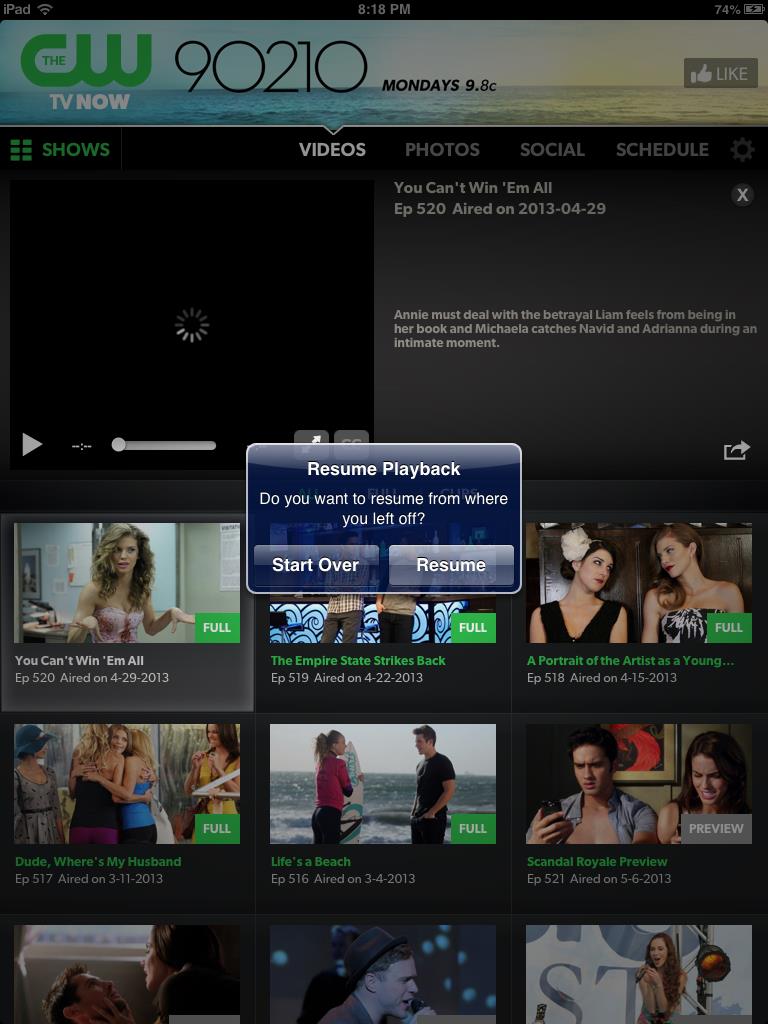 iPad 8:18 PM 74%
THE CW
TV NOW
90210 MONDAYS 9.8c
LIKE
SHOWS VIDEOS PHOTOS SOCIAL SCHEDULE
You Can't Win 'Em All
Ep 520 Aired on 2013-04-29
X
Annie must deal with the betrayal Liam feels from being in
her book and Michaela catches Navid and Adrianna during an
intimate moment.
--:--
CC
Resume Playback
ALL FULL CLIPS
Do you want to resume from where
you left off?
Start Over Resume
FULL
FULL
FULL
You Can't Win 'Em All
Ep 520 Aired on 4-29-2013
The Empire State Strikes Back
Ep 519 Aired on 4-22-2013
A Portrait of the Artist as a Young...
Ep 518 Aired on 4-15-2013
FULL
FULL
PREVIEW
Dude, Where's My Husband
Ep 517 Aired on 3-11-2013
Life's a Beach
Ep 516 Aired on 3-4-2013
Scandal Royale Preview
Ep 521 Aired on 5-6-2013